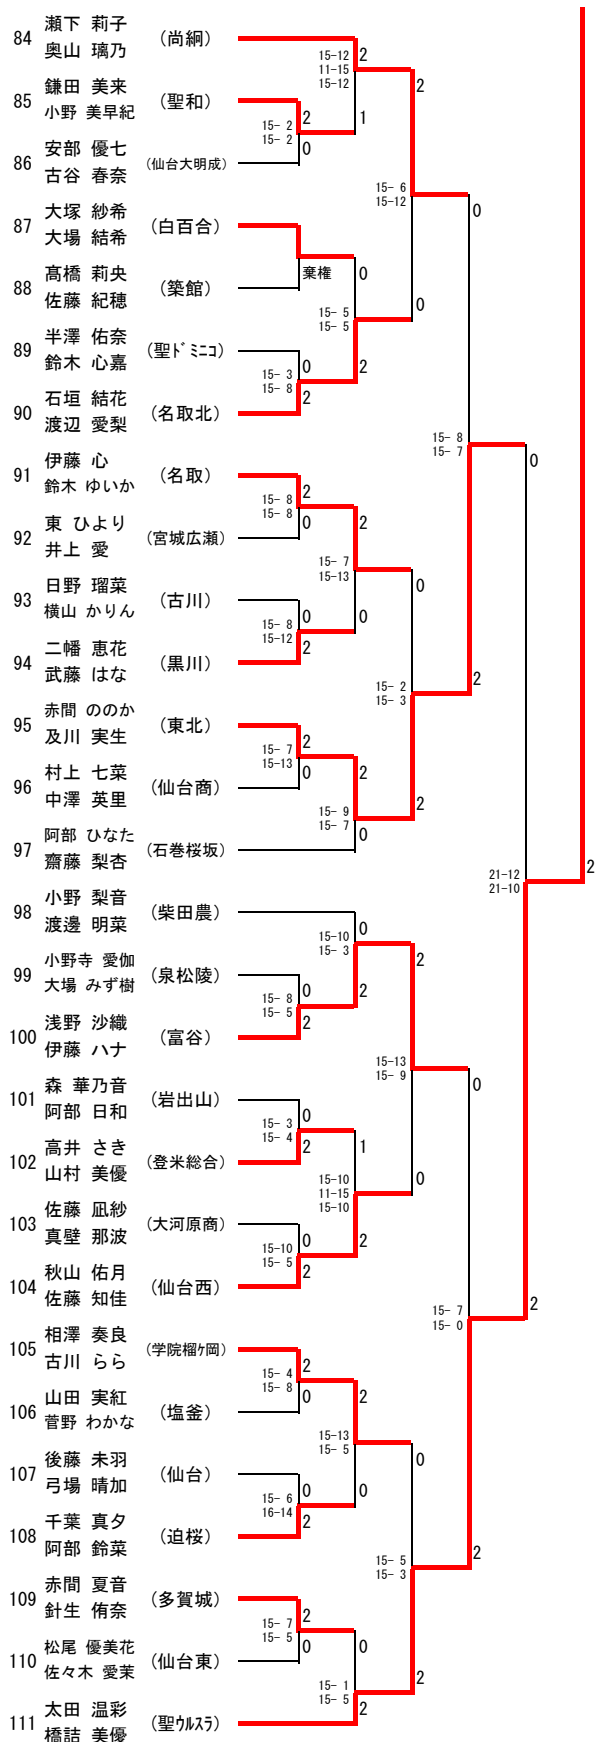 84 瀬下 莉子 (尚絅)
奥山 璃乃
85 鎌田 美来 (聖和)
小野 美早紀
86 安部 優七 (仙台大明成)
古谷 春奈
87 大塚 紗希 (白百合)
大場 結希
88 髙橋 莉央 (築館)
佐藤 紀穂
89 半澤 佑奈 (聖ドミニコ)
鈴木 心嘉
90 石垣 結花 (名取北)
渡辺 愛梨
91 伊藤 心 (名取)
鈴木 ゆいか
92 東 ひより (宮城広瀬)
井上 愛
93 日野 瑠菜 (古川)
横山 かりん
94 二幡 恵花 (黒川)
武藤 はな
95 赤間 ののか (東北)
及川 実生
96 村上 七菜 (仙台商)
中澤 英里
97 阿部 ひなた (石巻桜坂)
齋藤 梨杏
98 小野 梨音 (柴田農)
渡邊 明菜
99 小野寺 愛伽 (泉松陵)
大場 みず樹
100 浅野 沙織 (富谷)
伊藤 ハナ
101 森 華乃音 (岩出山)
阿部 日和
102 高井 さき (登米総合)
山村 美優
103 佐藤 凪紗 (大河原商)
真壁 那波
104 秋山 佑月 (仙台西)
佐藤 知佳
105 相澤 奏良 (学院榴ケ岡)
古川 らら
106 山田 実紅 (塩釜)
菅野 わかな
107 後藤 未羽 (仙台)
弓場 晴加
108 千葉 真夕 (迫桜)
阿部 鈴菜
109 赤間 夏音 (多賀城)
針生 侑奈
110 松尾 優美花 (仙台東)
佐々木 愛茉
111 太田 温彩 (聖ウルスラ)
橋詰 美優
15- 2 2
15- 2 0
棄権
15- 3 0
15- 8 2
15- 8 2
15- 8 0
15- 8 0
15-12 2
15- 7 2
15-13 0
15- 8 0
15- 5 2
15- 3 0
15- 4 2
15-10 0
15- 5 2
15- 4 2
15- 8 0
15- 6 0
16-14 2
15- 7 2
15- 5 0
15-12 2
11-15
15-12 1
15- 5 0
15- 5 2
15- 7 2
15-13 0
15- 9 2
15- 7 0
15-10 0
15- 3 2
15-10 1
11-15
15-10 2
15-13 2
15- 5 0
15- 1 0
15- 5 2
15- 6 2
15-12 0
15- 2 0
15- 3 2
15-13 2
15- 9 0
15- 5 0
15- 3 2
15- 8 0
15- 7 2
15- 7 0
15- 0 2
21-12 0
21-10 2
2